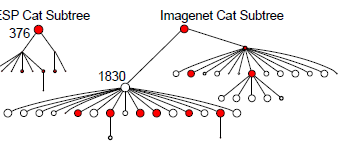 ESP Cat Subtree
Imagenet Cat Subtree
376
1830